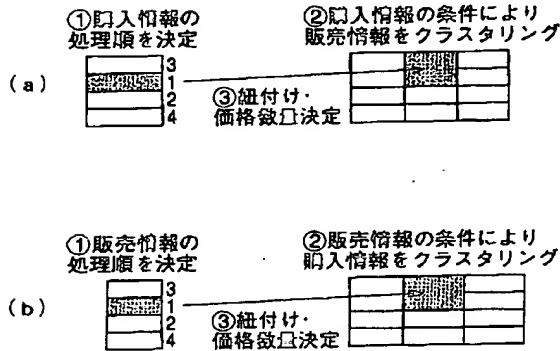 ①購入情報の
処理順を決定
②購入情報の条件により
販売情報をクラスタリング
(a)
3
1
2
4
③紐付け・
価格数量決定
①販売情報の
処理順を決定
②販売情報の条件により
購入情報をクラスタリング
(b)
3
1
2
4
③紐付け・
価格数量決定